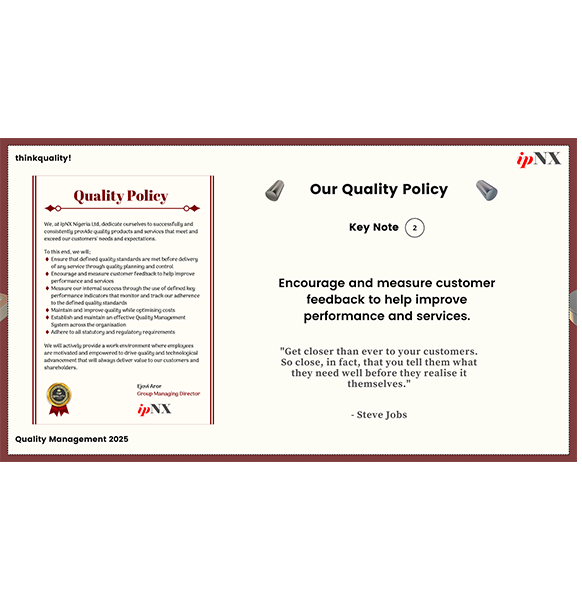 thinkquality!
ipNX
Quality Policy
We, at ipNX Nigeria Ltd, dedicate ourselves to successfully and
consistently provide quality products and services that meet and
exceed our customers' needs and expectations.
To this end, we will;
Ensure that defined quality standards are met before delivery
of any service through quality planning and control
Encourage and measure customer feedback to help improve
performance and services
Measure our internal success through the use of defined key
performance indicators that monitor and track our adherence
to the defined quality standards
Maintain and improve quality while optimising costs
Establish and maintain an effective Quality Management
System across the organisation
Adhere to all statutory and regulatory requirements
We will actively provide a work environment where employees
are motivated and empowered to drive quality and technological
advancement that will always deliver value to our customers and
shareholders.
Ejovi Aror
Group Managing Director
ipNX
Quality Management 2025
Our Quality Policy
Key Note 2
Encourage and measure customer
feedback to help improve
performance and services.
"Get closer than ever to your customers.
So close, in fact, that you tell them what
they need well before they realise it
themselves."
- Steve Jobs